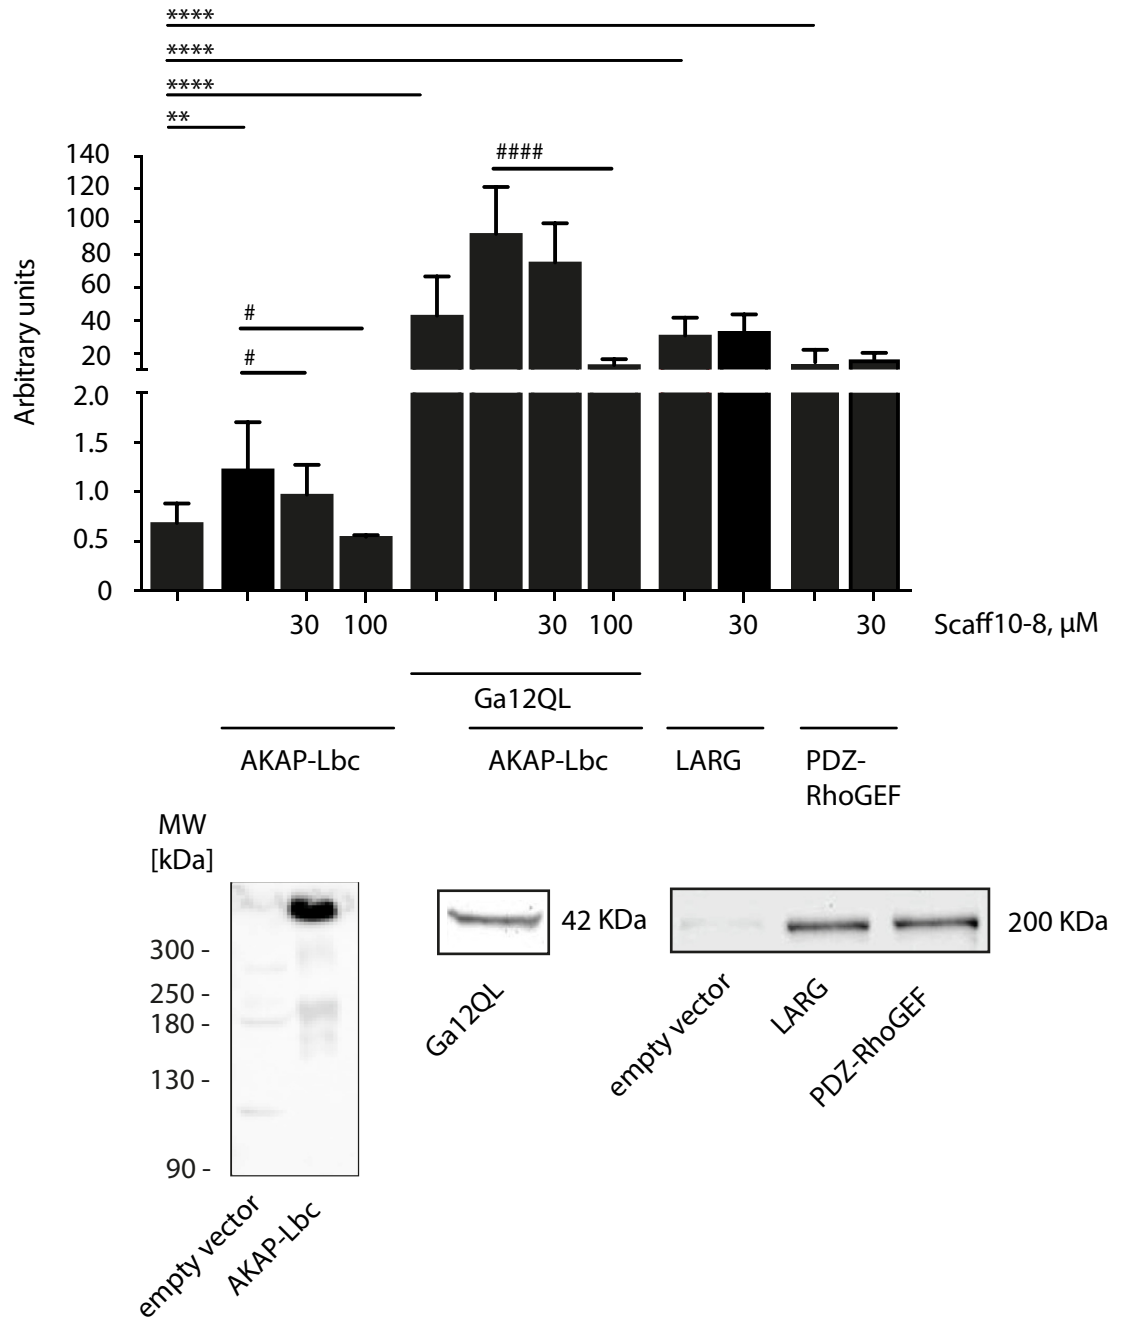 ****
****
****
**
140
120
100
80
60
40
20
2.0
1.5
1.0
0.5
0
Arbitrary units
####
#
#
30 100 30 100 30 30 Scaff10-8, µM
Ga12QL
AKAP-Lbc AKAP-Lbc LARG PDZ-
RhoGEF
MW
[kDa]
300 -
250 -
180 -
130 -
90 -
empty vector
AKAP-Lbc
42 KDa
Ga12QL
200 KDa
empty vector
LARG
PDZ-RhoGEF